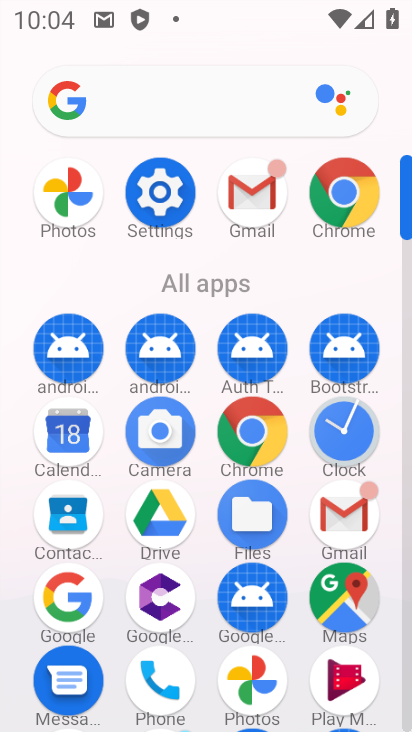 10:04
Photos Settings Gmail Chrome
All apps
androi... androi... Auth T... Bootstr...
18
Calend... Camera Chrome Clock
Contac... Drive Files Gmail
Google Google... Google... Maps
Messa... Phone Photos Play M...